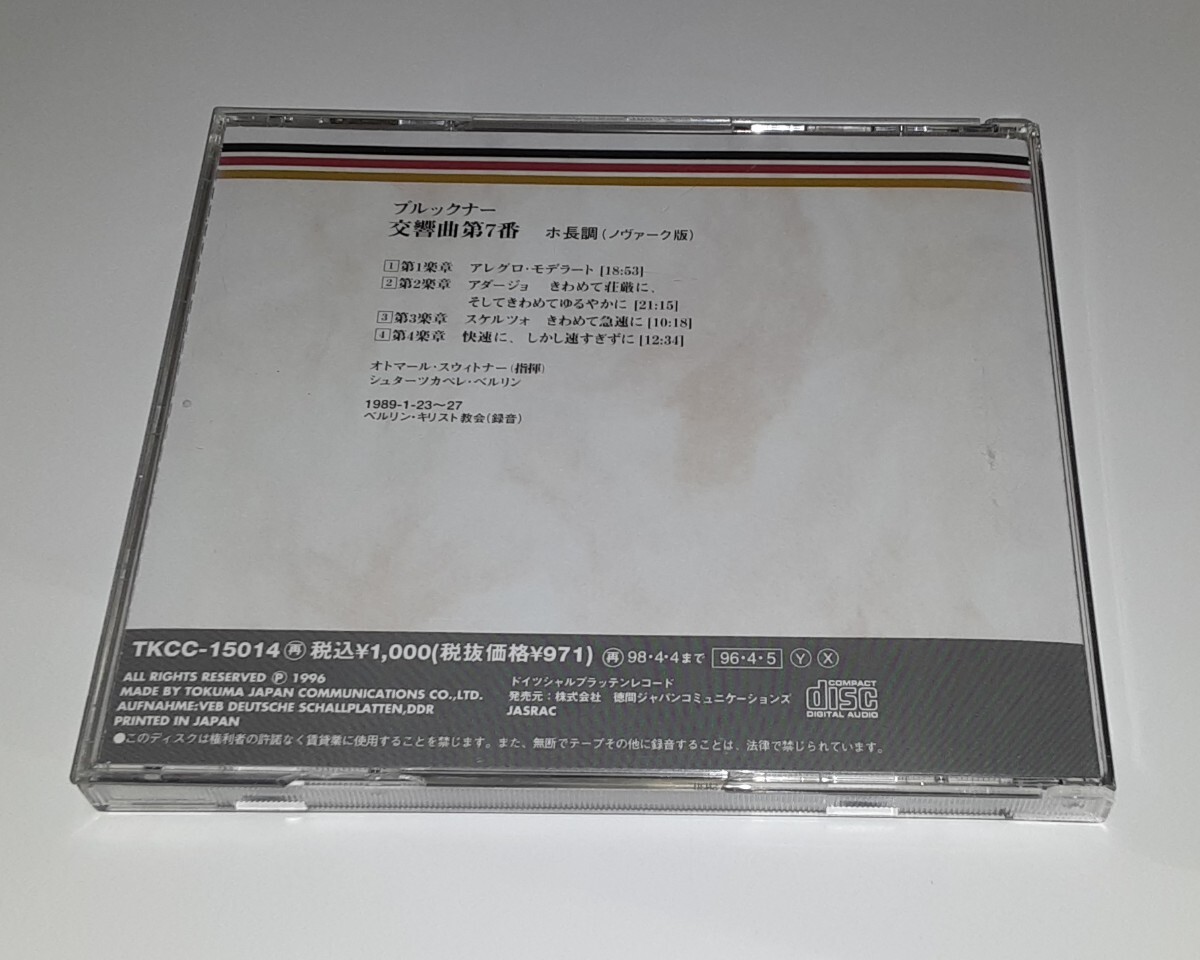 ブルックナー
交響曲第7番 ホ長調(ノヴァーク版)
1 第1楽章 アレグロ・モデラート [18:53]
2 第2楽章 アダージョ きわめて荘厳に、
そしてきわめてゆるやかに [21:15]
3 第3楽章 スケルツォ きわめて急速に [10:18]
4 第4楽章 快速に、しかし速すぎずに [12:34]
オトマール・スウィトナー(指揮)
シュターツカペレ・ベルリン
1989-1-23〜27
ベルリン・キリスト教会(録音)
TKCC-15014 再 税込¥1,000(税抜価格¥971) 再 98・4・4まで 96・4・5 Y X
ALL RIGHTS RESERVED Ⓟ 1996
MADE BY TOKUMA JAPAN COMMUNICATIONS CO.,LTD.
AUFNAHME:VEB DEUTSCHE SCHALLPLATTEN,DDR
PRINTED IN JAPAN
ドイツシャルプラッテンレコード
発売元:株式会社 徳間ジャパンコミュニケーションズ
JASRAC
COMPACT
disc
DIGITAL AUDIO
●このディスクは権利者の許諾なく賃貸業に使用することを禁じます。また、無断でテープその他に録音することは、法律で禁じられています。